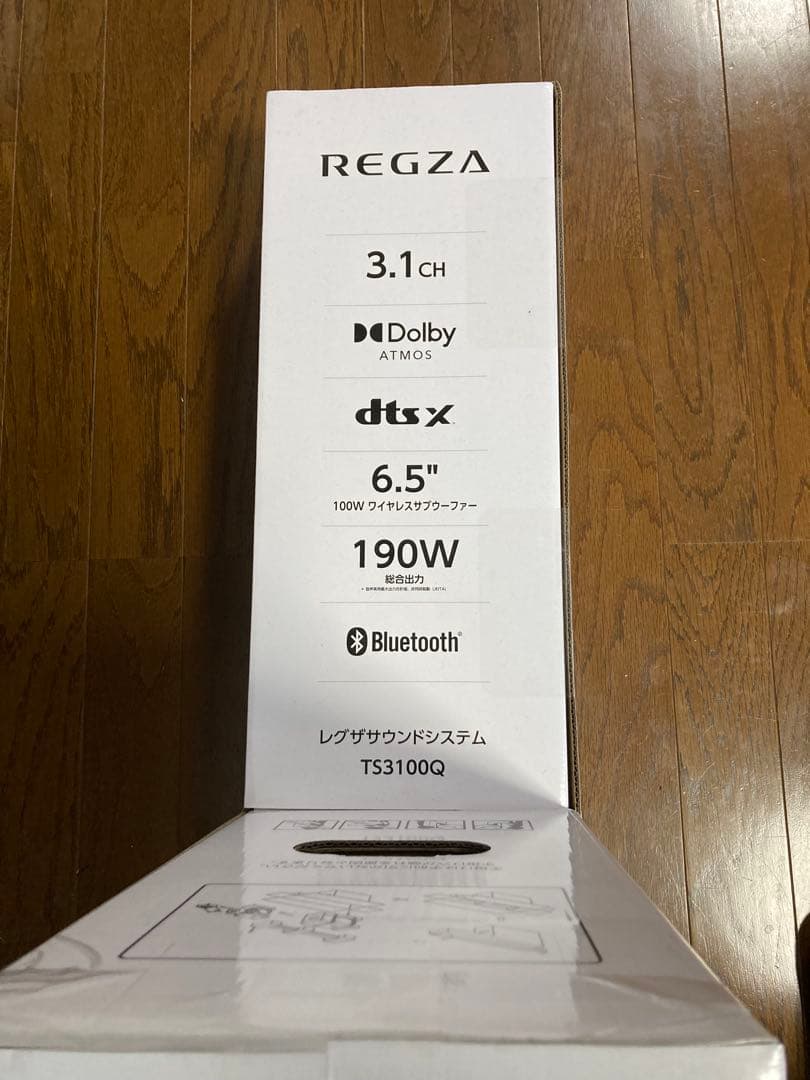 REGZA
3.1CH
Dolby
ATMOS
dts X
6.5"
100W ワイヤレスサブウーファー
190W
総合出力
Bluetooth®
レグザサウンドシステム
TS3100Q